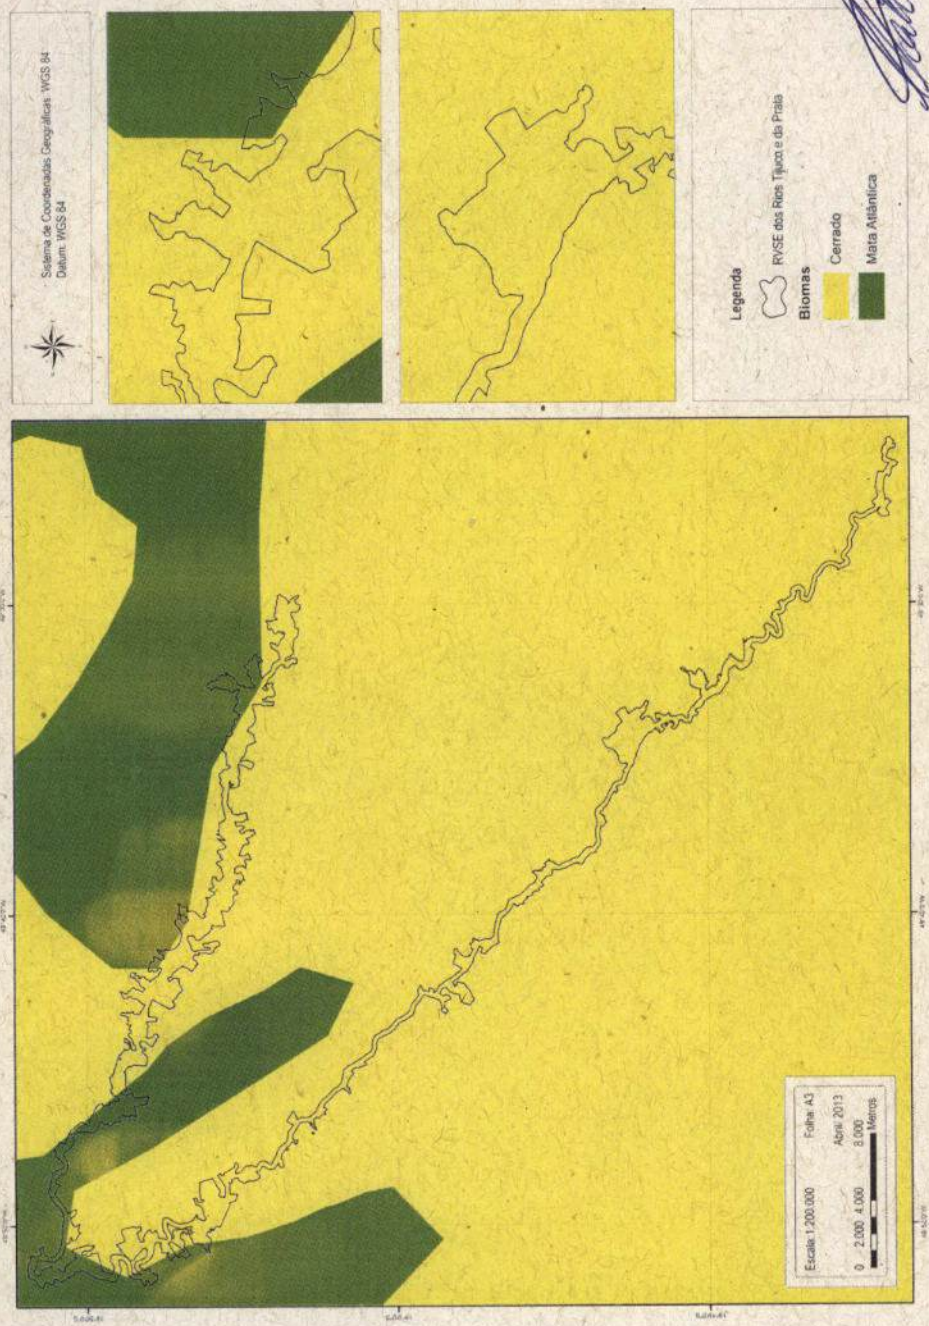 Sistema de Coordenadas Geográficas: WGS 84
Datum: WGS 84
Legenda
RVSE dos Rios Tijuco e da Prata
Biomas
Cerrado
Mata Atlântica
Escala: 1:200.000 Folha: A3
Abril/ 2013
0 2.000 4.000 8.000
Metros